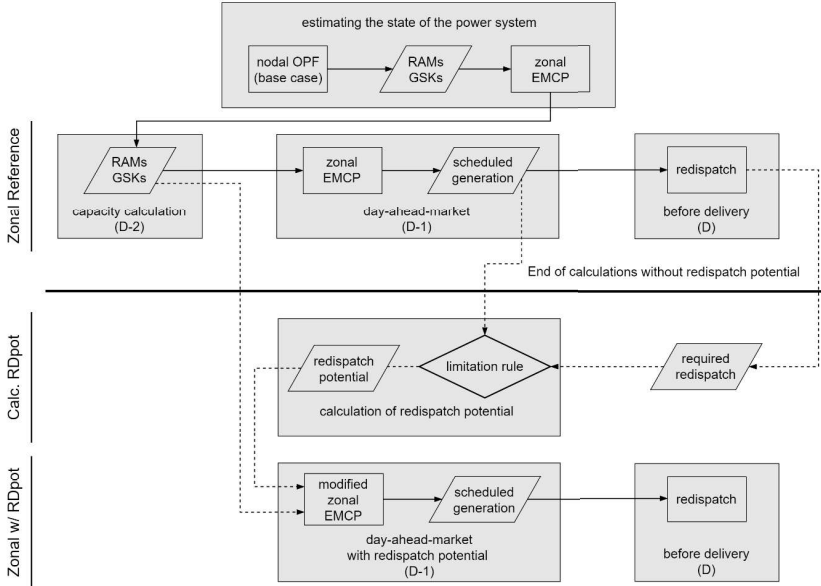 estimating the state of the power system
nodal OPF
(base case)
RAMs
GSKs
zonal
EMCP
Zonal Reference
RAMs
GSKs
capacity calculation
(D-2)
zonal
EMCP
scheduled
generation
day-ahead-market
(D-1)
redispatch
before delivery
(D)
End of calculations without redispatch potential
Calc. RDpot
redispatch
potential
limitation rule
calculation of redispatch potential
required
redispatch
Zonal w/ RDpot
modified
zonal
EMCP
scheduled
generation
day-ahead-market
with redispatch potential
(D-1)
redispatch
before delivery
(D)